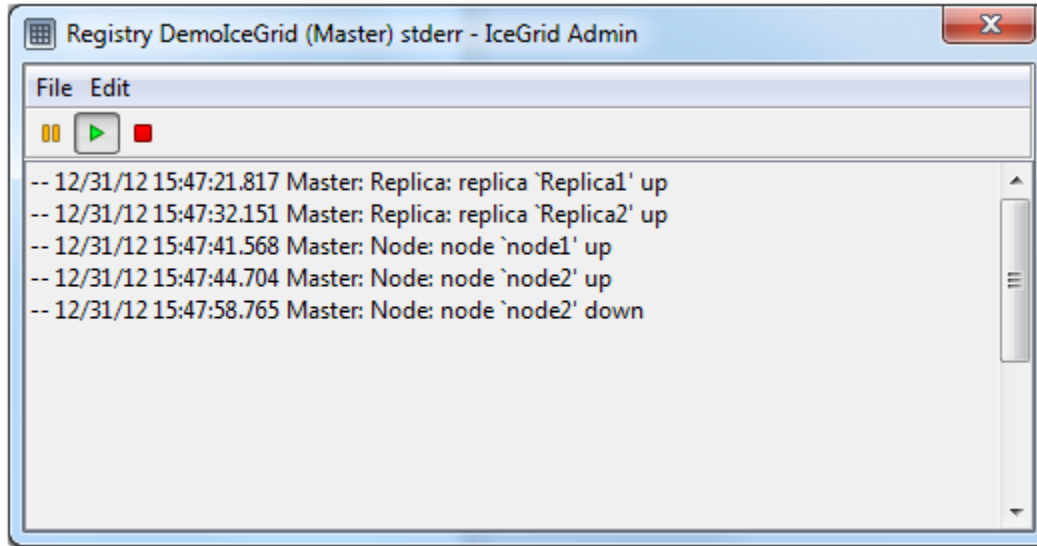 Registry DemoIceGrid (Master) stderr - IceGrid Admin
File Edit
-- 12/31/12 15:47:21.817 Master: Replica: replica `Replica1' up
-- 12/31/12 15:47:32.151 Master: Replica: replica `Replica2' up
-- 12/31/12 15:47:41.568 Master: Node: node `node1' up
-- 12/31/12 15:47:44.704 Master: Node: node `node2' up
-- 12/31/12 15:47:58.765 Master: Node: node `node2' down